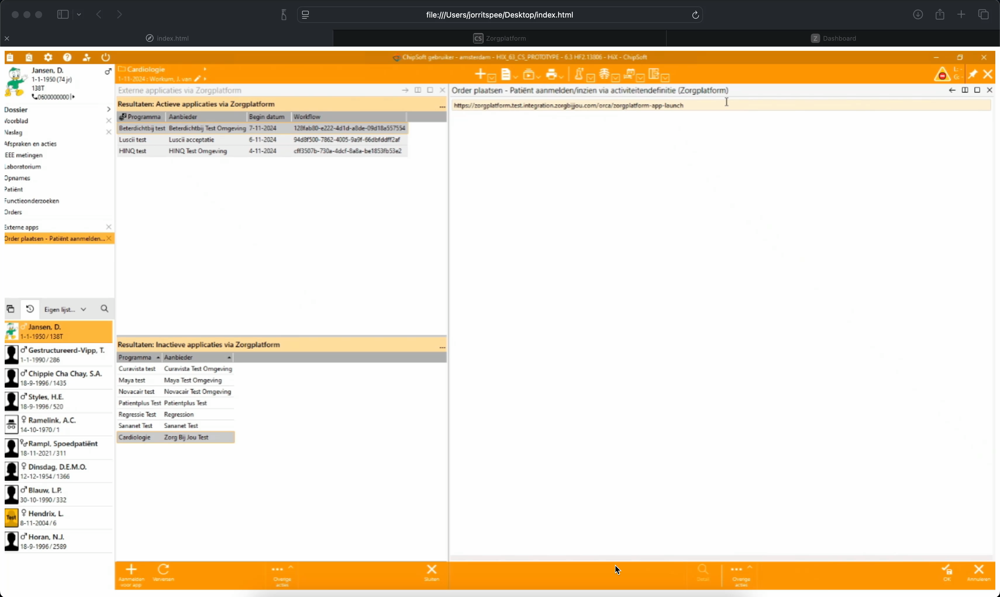 file:///Users/jorritspee/Desktop/index.html
index.html
CS Zorgplatform
Z Dashboard
ChipSoft gebruiker - amsterdam - HIX_63_CS_PROTOTYPE - 6.3 HF2.13806 - HiX - ChipSoft
Jansen, D.
1-1-1950 (74 jr)
138T
0600000000
Cardiologie
1-11-2024 : Workum, J. van
L: -
G: -
Dossier
Voorblad
Naslag
Afspraken en acties
EEE metingen
Laboratorium
Opnames
Patiënt
Functieonderzoeken
Orders
Externe apps
Order plaatsen - Patiënt aanmelden...
Externe applicaties via Zorgplatform
Resultaten: Actieve applicaties via Zorgplatform ...
Programma Aanbieder Begin datum Workflow
Beterdichtbij test Beterdichtbij Test Omgeving 7-11-2024 128fab80-e222-4d1d-a8de-09d18a557554
Luscii test Luscii acceptatie 6-11-2024 94d8f500-7862-4005-9a9f-66dbfddff2af
HINQ test HINQ Test Omgeving 4-11-2024 cff3507b-730a-4dcf-8a8a-be1853fb53e2
Order plaatsen - Patiënt aanmelden/inzien via activiteitendefinitie (Zorgplatform)
https://zorgplatform.test.integration.zorgbijjou.com/orca/zorgplatform-app-launch
Eigen lijst...
Jansen, D.
1-1-1950 / 138T
Gestructureerd-Vipp, T.
1-1-1990 / 286
Chippie Cha Chay, S.A.
18-9-1996 / 1435
Styles, H.E.
18-9-1996 / 520
Ramelink, A.C.
14-10-1970 / 1
Rampl, Spoedpatiënt
18-11-2021 / 311
Dinsdag, D.E.M.O.
12-12-1954 / 1366
Blauw, L.P.
30-10-1990 / 332
Test
Hendrix, L.
8-11-2004 / 6
Horan, N.J.
18-9-1996 / 2589
Resultaten: Inactieve applicaties via Zorgplatform ...
Programma Aanbieder
Curavista test Curavista Test Omgeving
Maya test Maya Test Omgeving
Novacair test Novacair Test Omgeving
Patientplus Test Patientplus Test
Regressie Test Regression
Sananet Test Sananet Test
Cardiologie Zorg Bij Jou Test
Aanmelden
voor app
Verversen
Overige
acties
Sluiten
Detail
Overige
acties
OK
Annuleren